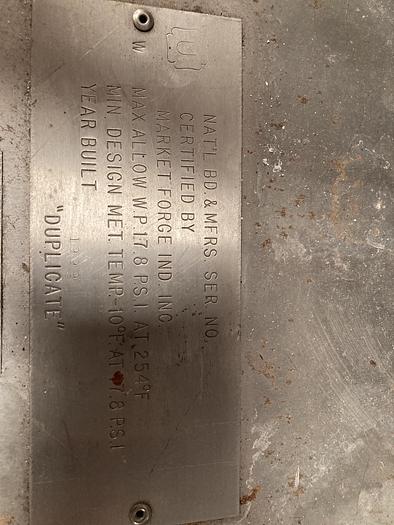 U
W
NAT'L. BD. & MFRS. SER. NO.
CERTIFIED BY
MARKET FORGE IND. INC.
MAX ALLOW W.P. 17.8 P.S.I. AT 254°F
MIN. DESIGN MET. TEMP.-10°F AT 17.8 P.S.I
YEAR BUILT
"DUPLICATE"